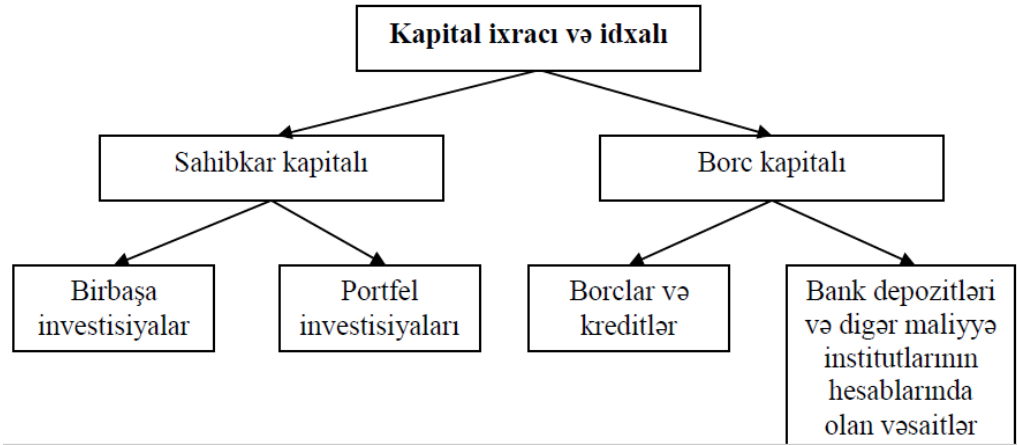 Kapital ixracı və idxalı
Sahibkar kapitalı
Borc kapitalı
Birbaşa
investisiyalar
Portfel
investisiyaları
Borclar və
kreditlər
Bank depozitləri
və digər maliyyə
institutlarının
hesablarında
olan vəsaitlər